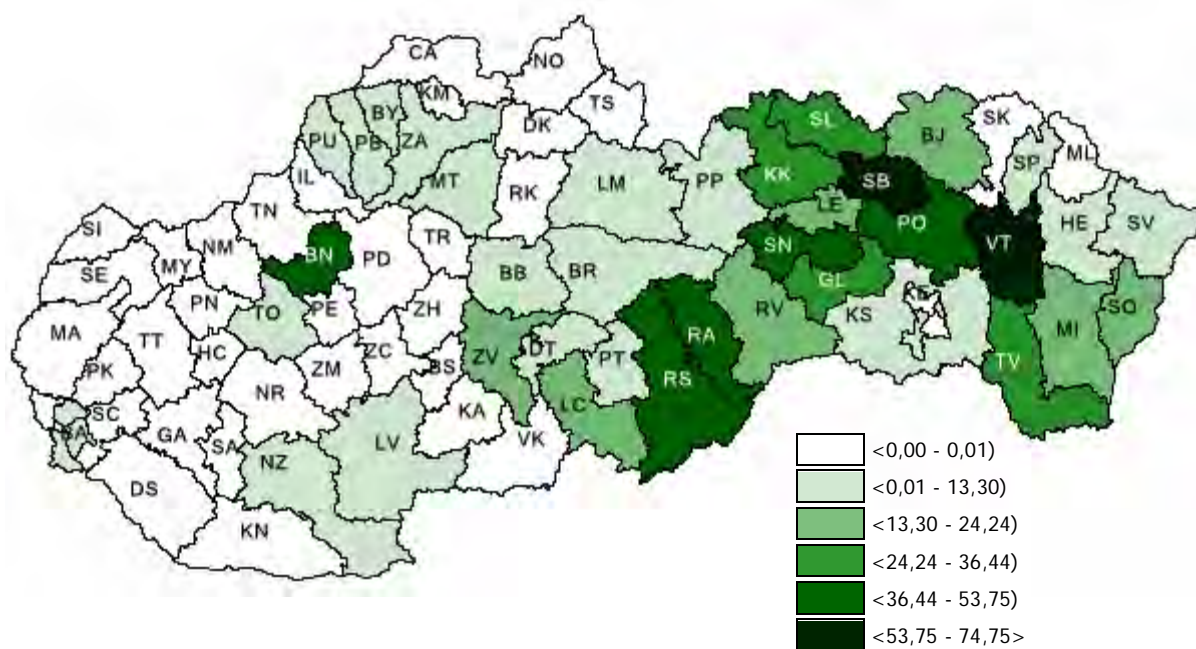 CA
NO
KM
TS
BY
PU
PB
ZA
DK
SL
BJ
SK
SP
ML
IL
MT
RK
LM
PP
KK
SB
LE
TN
SI
NM
BN
PD
TR
SN
PO
VT
HE
SV
SE
MY
BB
BR
GL
PN
TO
PE
ZH
KS
KE
SO
MA
TT
HC
ZV
DT
RA
RV
MI
PK
ZM
ZC
BS
PT
RS
TV
SC
NR
KA
LC
BA
GA
SA
LV
VK
NZ
DS
KN
<0,00 - 0,01)
<0,01 - 13,30)
<13,30 - 24,24)
<24,24 - 36,44)
<36,44 - 53,75)
<53,75 - 74,75>